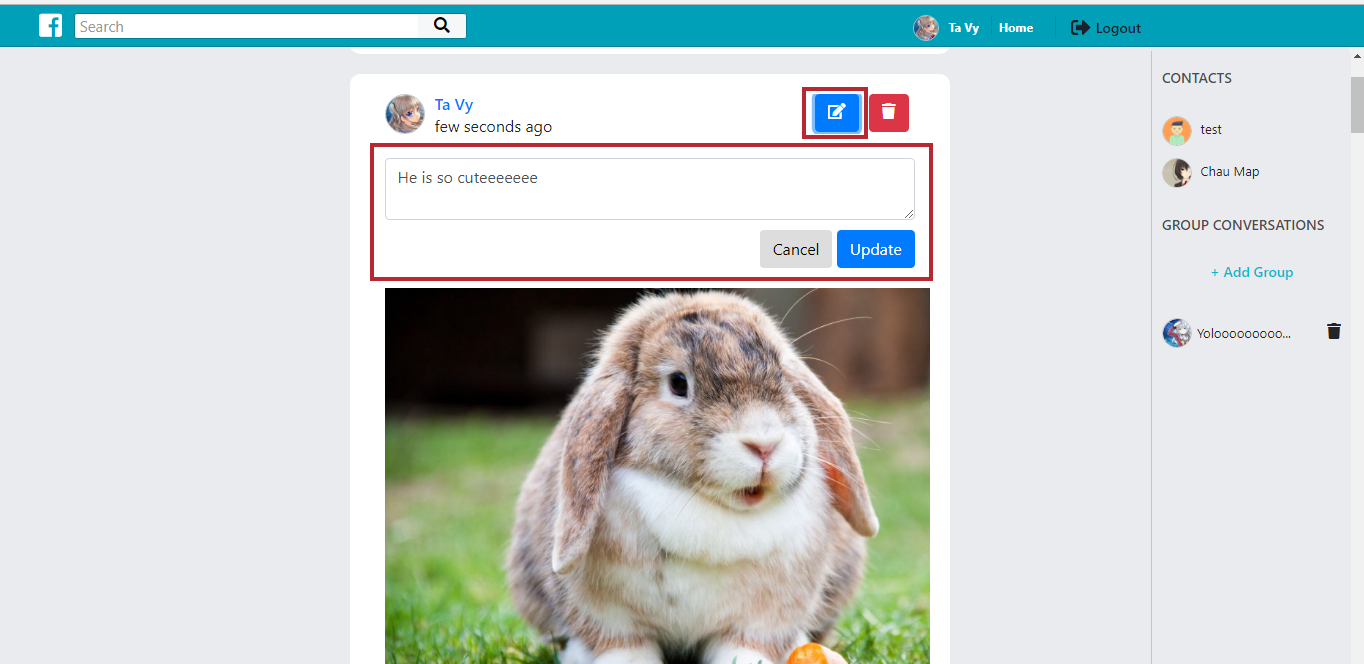 Search
Ta Vy
Home
Logout
Ta Vy
few seconds ago
He is so cuteeeeeee
Cancel
Update
CONTACTS
test
Chau Map
GROUP CONVERSATIONS
+ Add Group
Yolooooooooo...